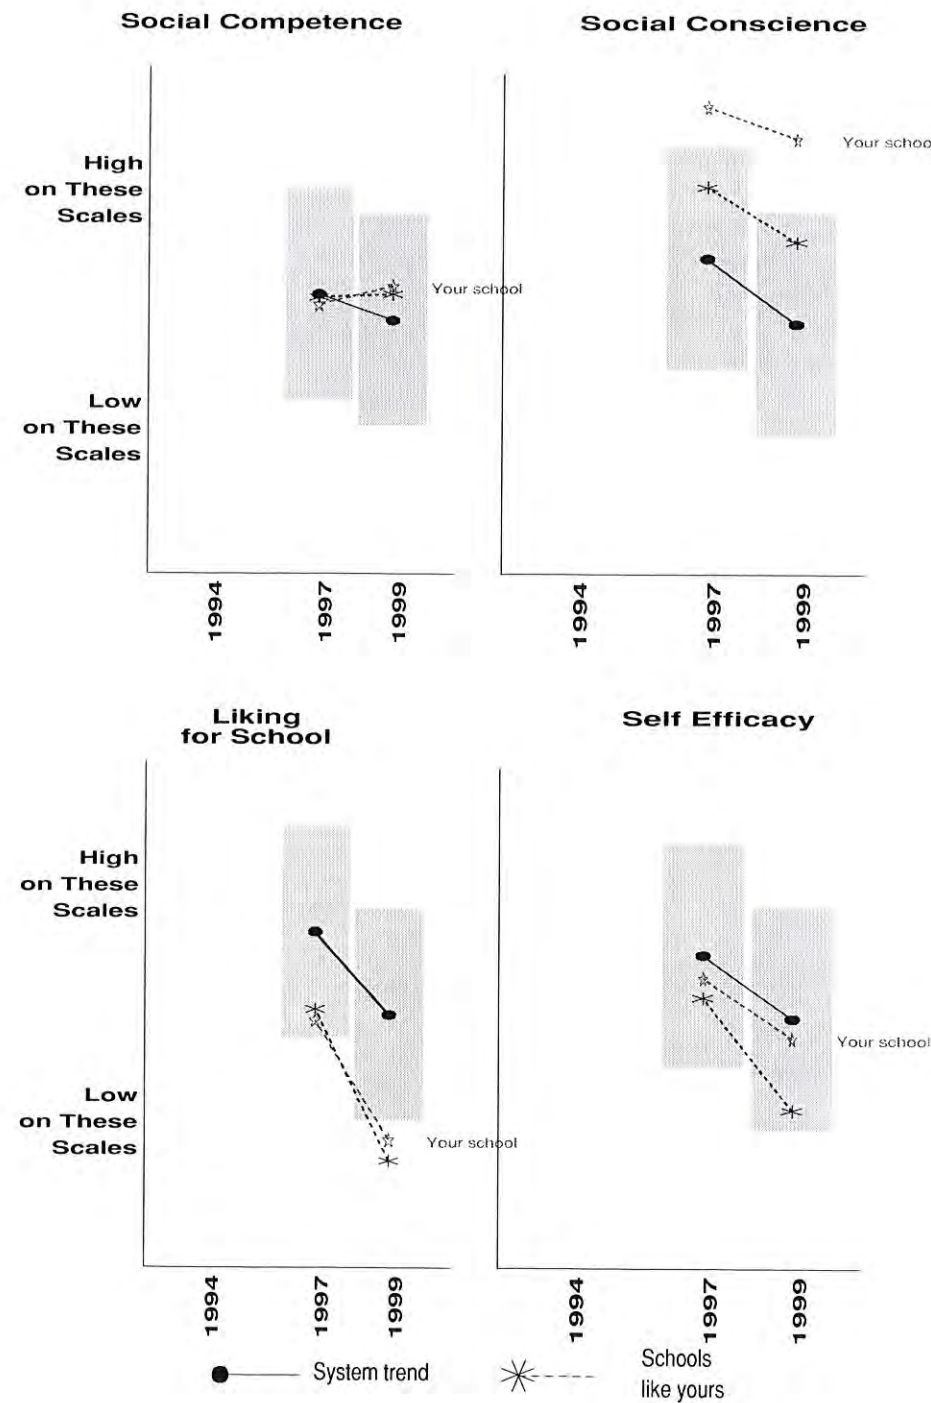 Social Competence
Social Conscience
High
on These
Scales
Low
on These
Scales
Your school
Your schoo
1994
1997
1999
1994
1997
1999
Liking
for School
Self Efficacy
High
on These
Scales
Low
on These
Scales
Your school
Your school
1994
1997
1999
1994
1997
1999
System trend
Schools
like yours